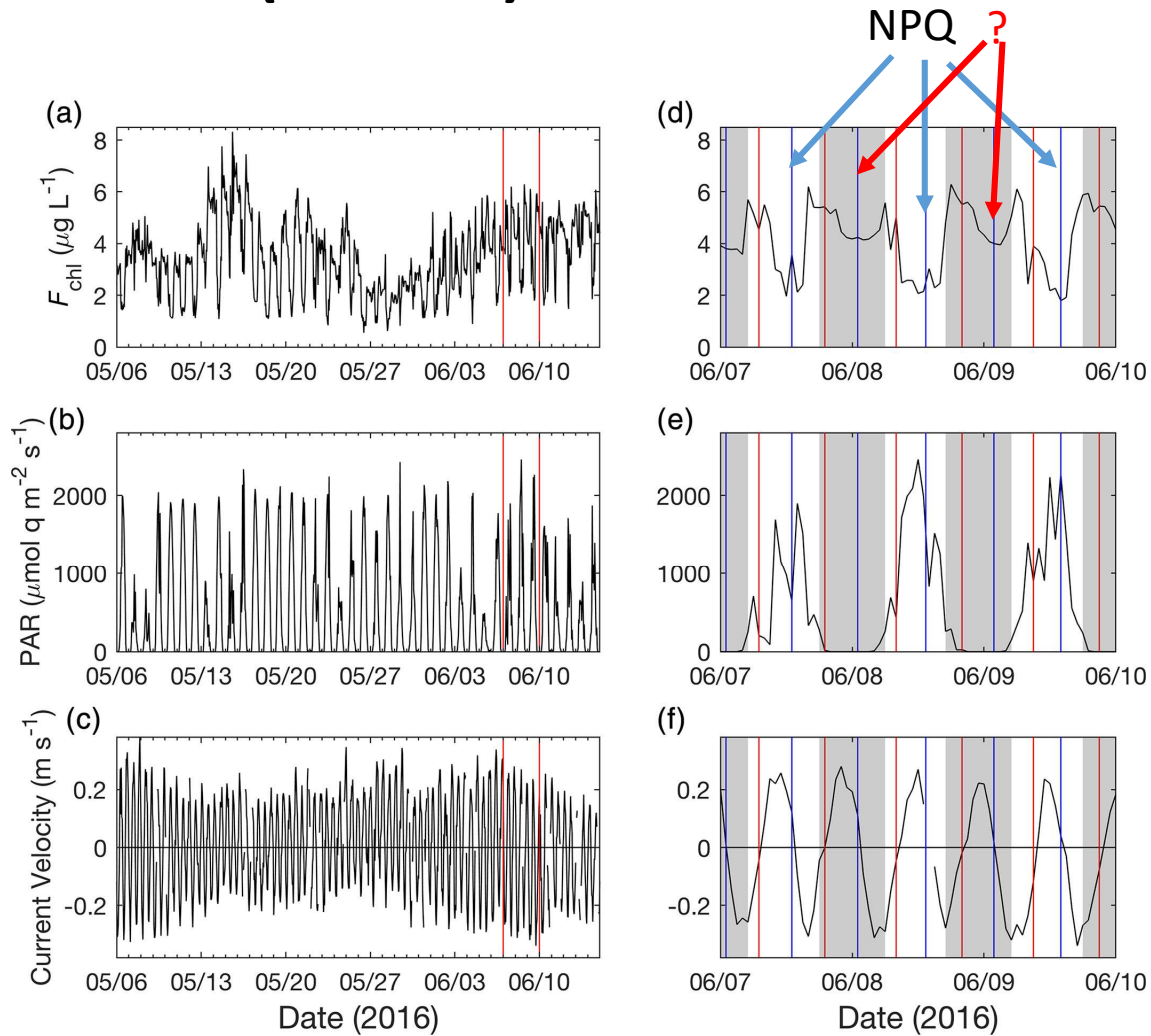 NPQ ?
(a)
8
6
4
2
0
F_chl (µg L⁻¹)
05/06 05/13 05/20 05/27 06/03 06/10
(d)
8
6
4
2
0
06/07 06/08 06/09 06/10
(b)
2000
1000
0
PAR (µmol q m⁻² s⁻¹)
05/06 05/13 05/20 05/27 06/03 06/10
(e)
2000
1000
0
06/07 06/08 06/09 06/10
(c)
0.2
0
-0.2
Current Velocity (m s⁻¹)
05/06 05/13 05/20 05/27 06/03 06/10
Date (2016)
(f)
0.2
0
-0.2
06/07 06/08 06/09 06/10
Date (2016)